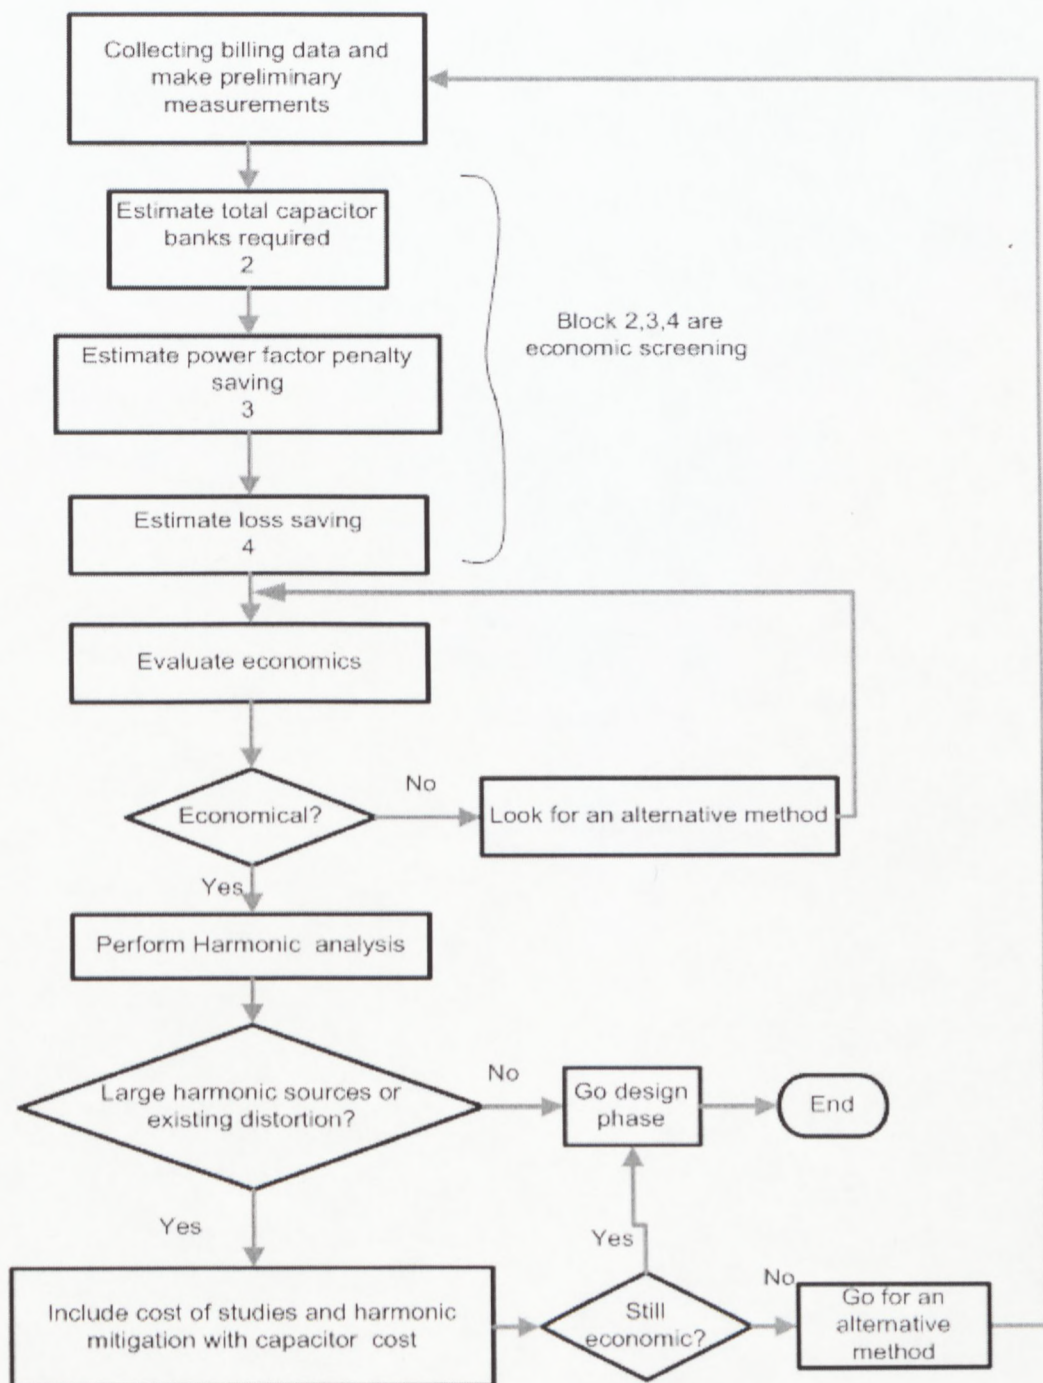 Collecting billing data and
make preliminary
measurements
Estimate total capacitor
banks required
2
Estimate power factor penalty
saving
3
Block 2,3,4 are
economic screening
Estimate loss saving
4
Evaluate economics
Economical?
No
Look for an alternative method
Yes
Perform Harmonic analysis
Large harmonic sources or
existing distortion?
No
Go design
phase
End
Yes
Include cost of studies and harmonic
mitigation with capacitor cost
Still
economic?
Yes
No
Go for an
alternative
method